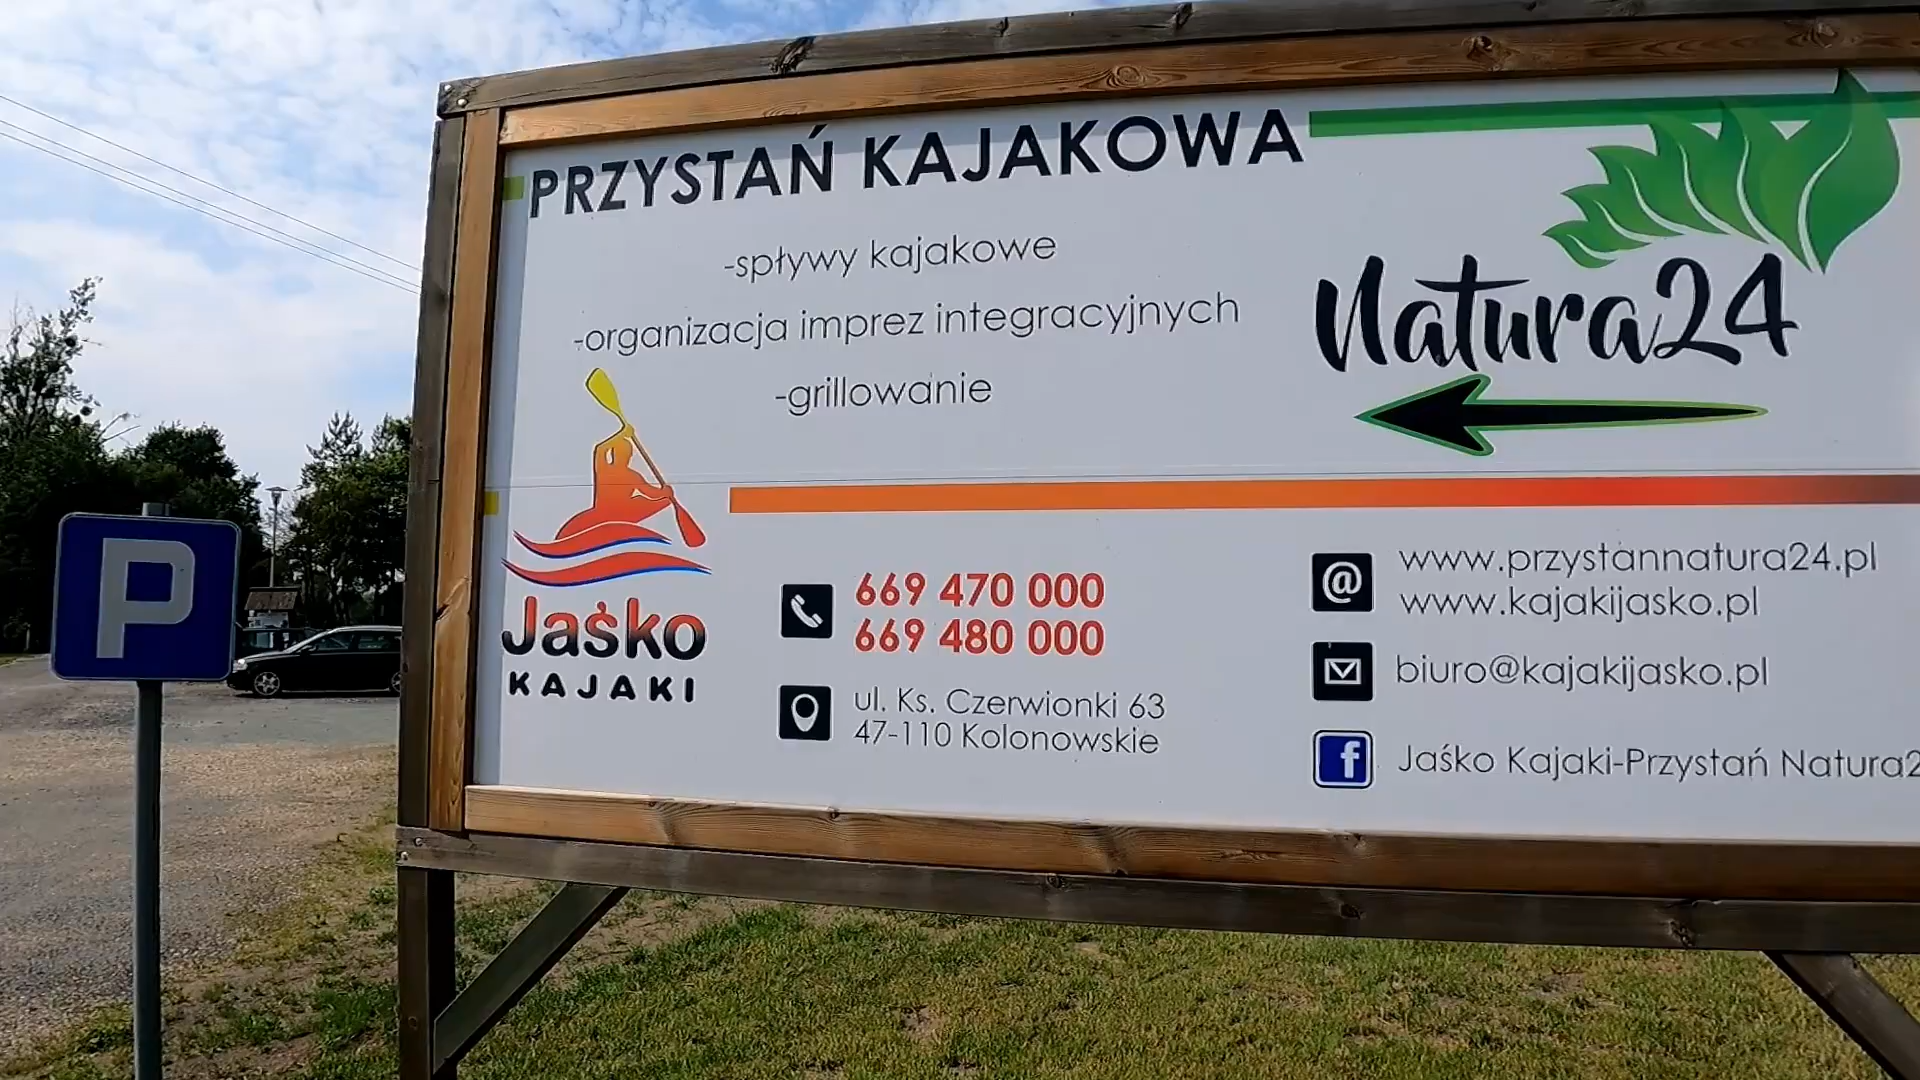 PRZYSTAŃ KAJAKOWA
-spływy kajakowe
-organizacja imprez integracyjnych
-grillowanie
Natura24
Jaśko
KAJAKI
669 470 000
669 480 000
ul. Ks. Czerwionki 63
47-110 Kolonowskie
www.przystannatura24.pl
www.kajakijasko.pl
biuro@kajakijasko.pl
f
Jaśko Kajaki-Przystań Natura2
P